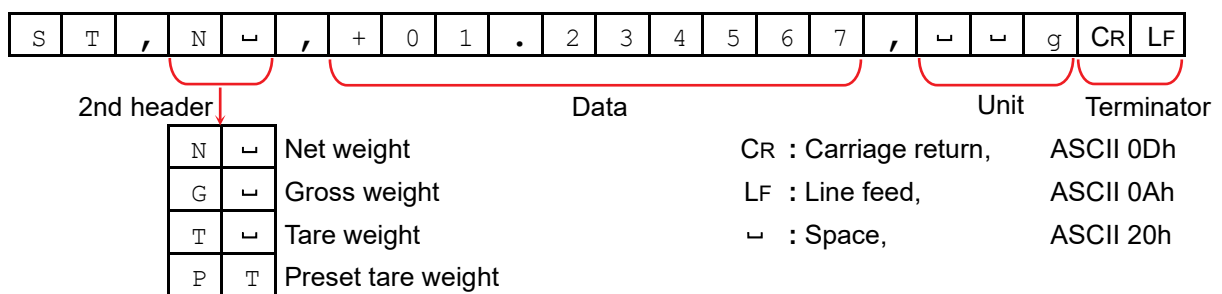 S T , N ␣ , + 0 1 . 2 3 4 5 6 7 , ␣ ␣ g CR LF
2nd header Data Unit Terminator
N ␣ Net weight CR : Carriage return, ASCII 0Dh
G ␣ Gross weight LF : Line feed, ASCII 0Ah
T ␣ Tare weight ␣ : Space, ASCII 20h
P T Preset tare weight